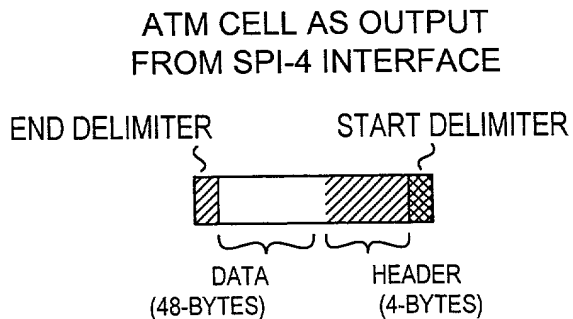 ATM CELL AS OUTPUT
FROM SPI-4 INTERFACE
END DELIMITER
START DELIMITER
DATA
(48-BYTES)
HEADER
(4-BYTES)